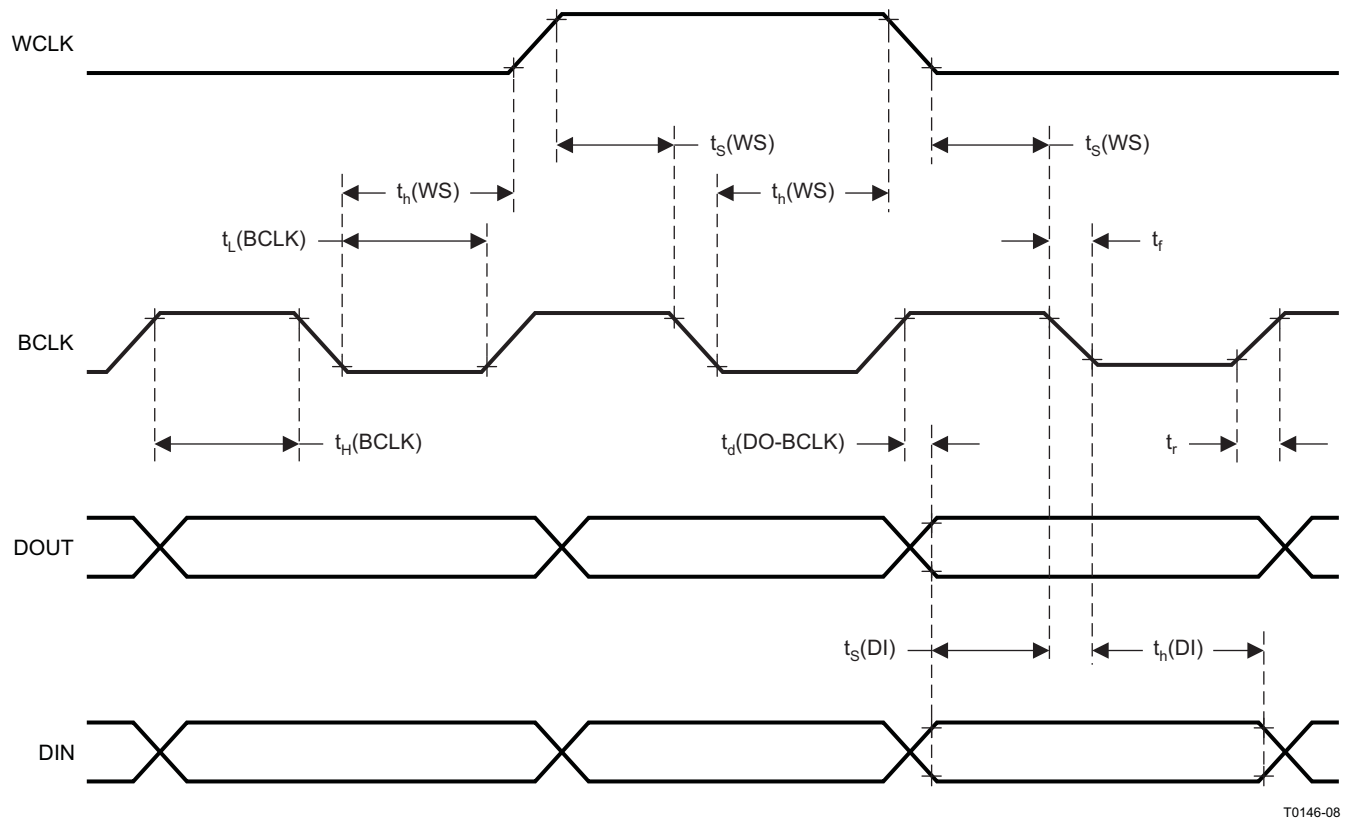 WCLK
t_S(WS) t_S(WS)
t_h(WS) t_h(WS)
t_L(BCLK) t_f
BCLK
t_H(BCLK) t_d(DO-BCLK) t_r
DOUT
t_S(DI) t_h(DI)
DIN
T0146-08